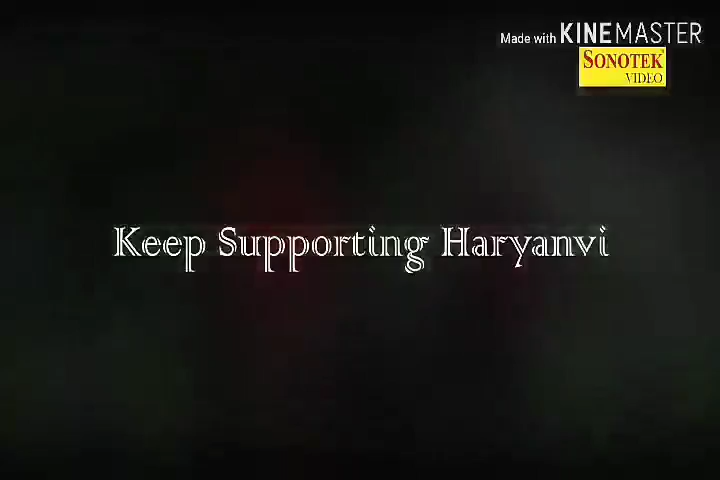 Made with KINEMASTER
SONOTEK
VIDEO
Keep Supporting Haryanvi